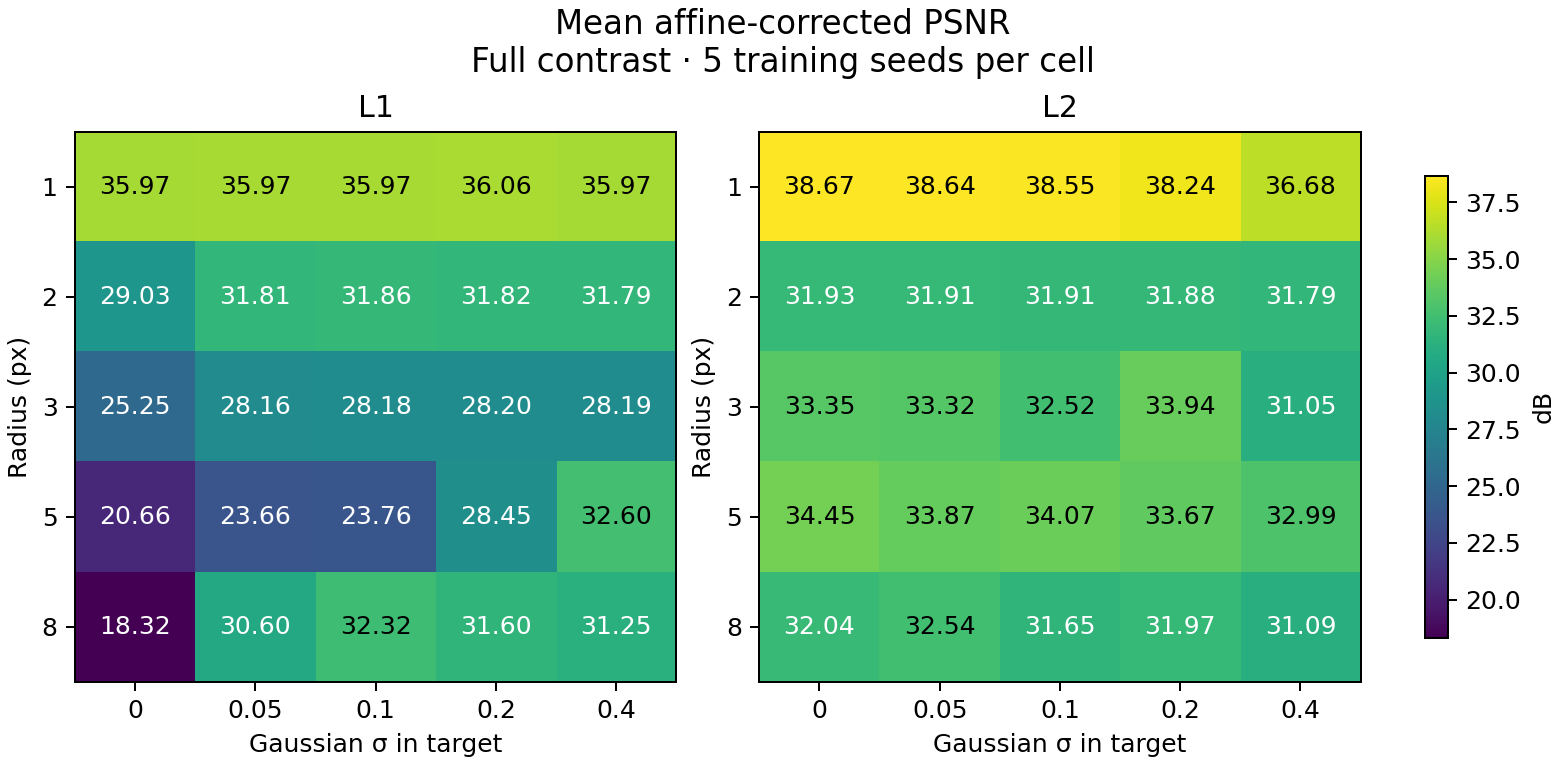 Mean affine-corrected PSNR
Full contrast · 5 training seeds per cell
L1
Radius (px)
1 35.97 35.97 35.97 36.06 35.97
2 29.03 31.81 31.86 31.82 31.79
3 25.25 28.16 28.18 28.20 28.19
5 20.66 23.66 23.76 28.45 32.60
8 18.32 30.60 32.32 31.60 31.25
0 0.05 0.1 0.2 0.4
Gaussian σ in target
L2
Radius (px)
1 38.67 38.64 38.55 38.24 36.68
2 31.93 31.91 31.91 31.88 31.79
3 33.35 33.32 32.52 33.94 31.05
5 34.45 33.87 34.07 33.67 32.99
8 32.04 32.54 31.65 31.97 31.09
0 0.05 0.1 0.2 0.4
Gaussian σ in target
37.5
35.0
32.5
30.0
27.5
25.0
22.5
20.0
dB